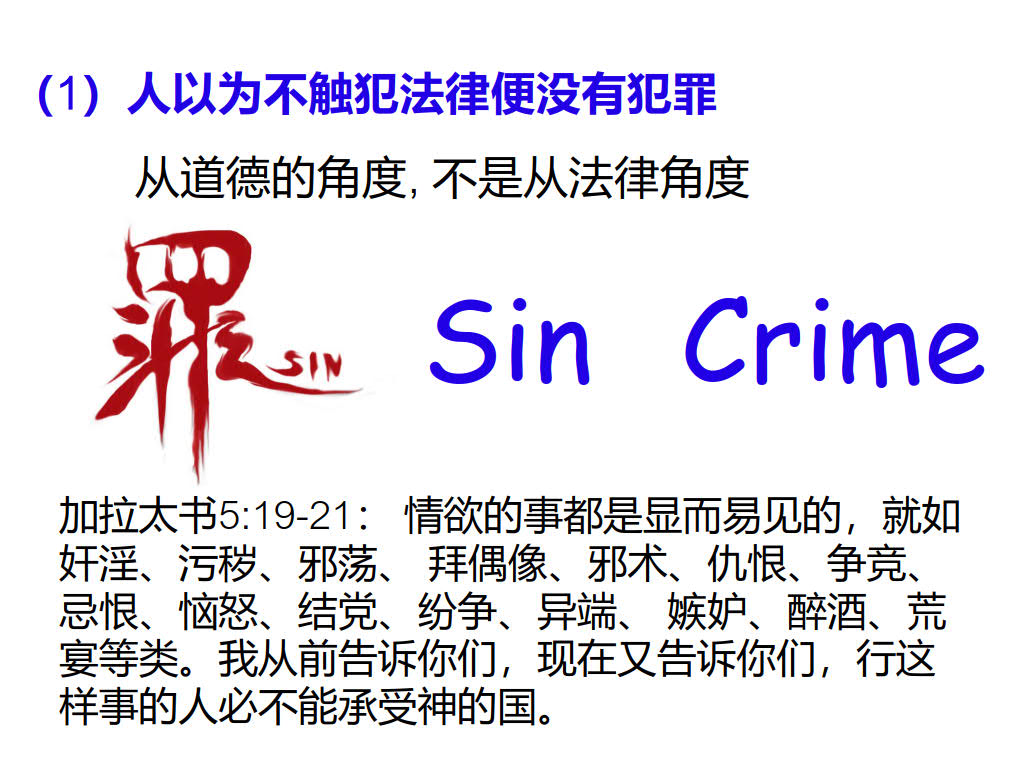 （1）人以为不触犯法律便没有犯罪
从道德的角度, 不是从法律角度
罪 SIN
Sin Crime
加拉太书5:19-21： 情欲的事都是显而易见的，就如
奸淫、污秽、邪荡、 拜偶像、邪术、仇恨、争竞、
忌恨、恼怒、结党、纷争、异端、 嫉妒、醉酒、荒
宴等类。我从前告诉你们，现在又告诉你们，行这
样事的人必不能承受神的国。